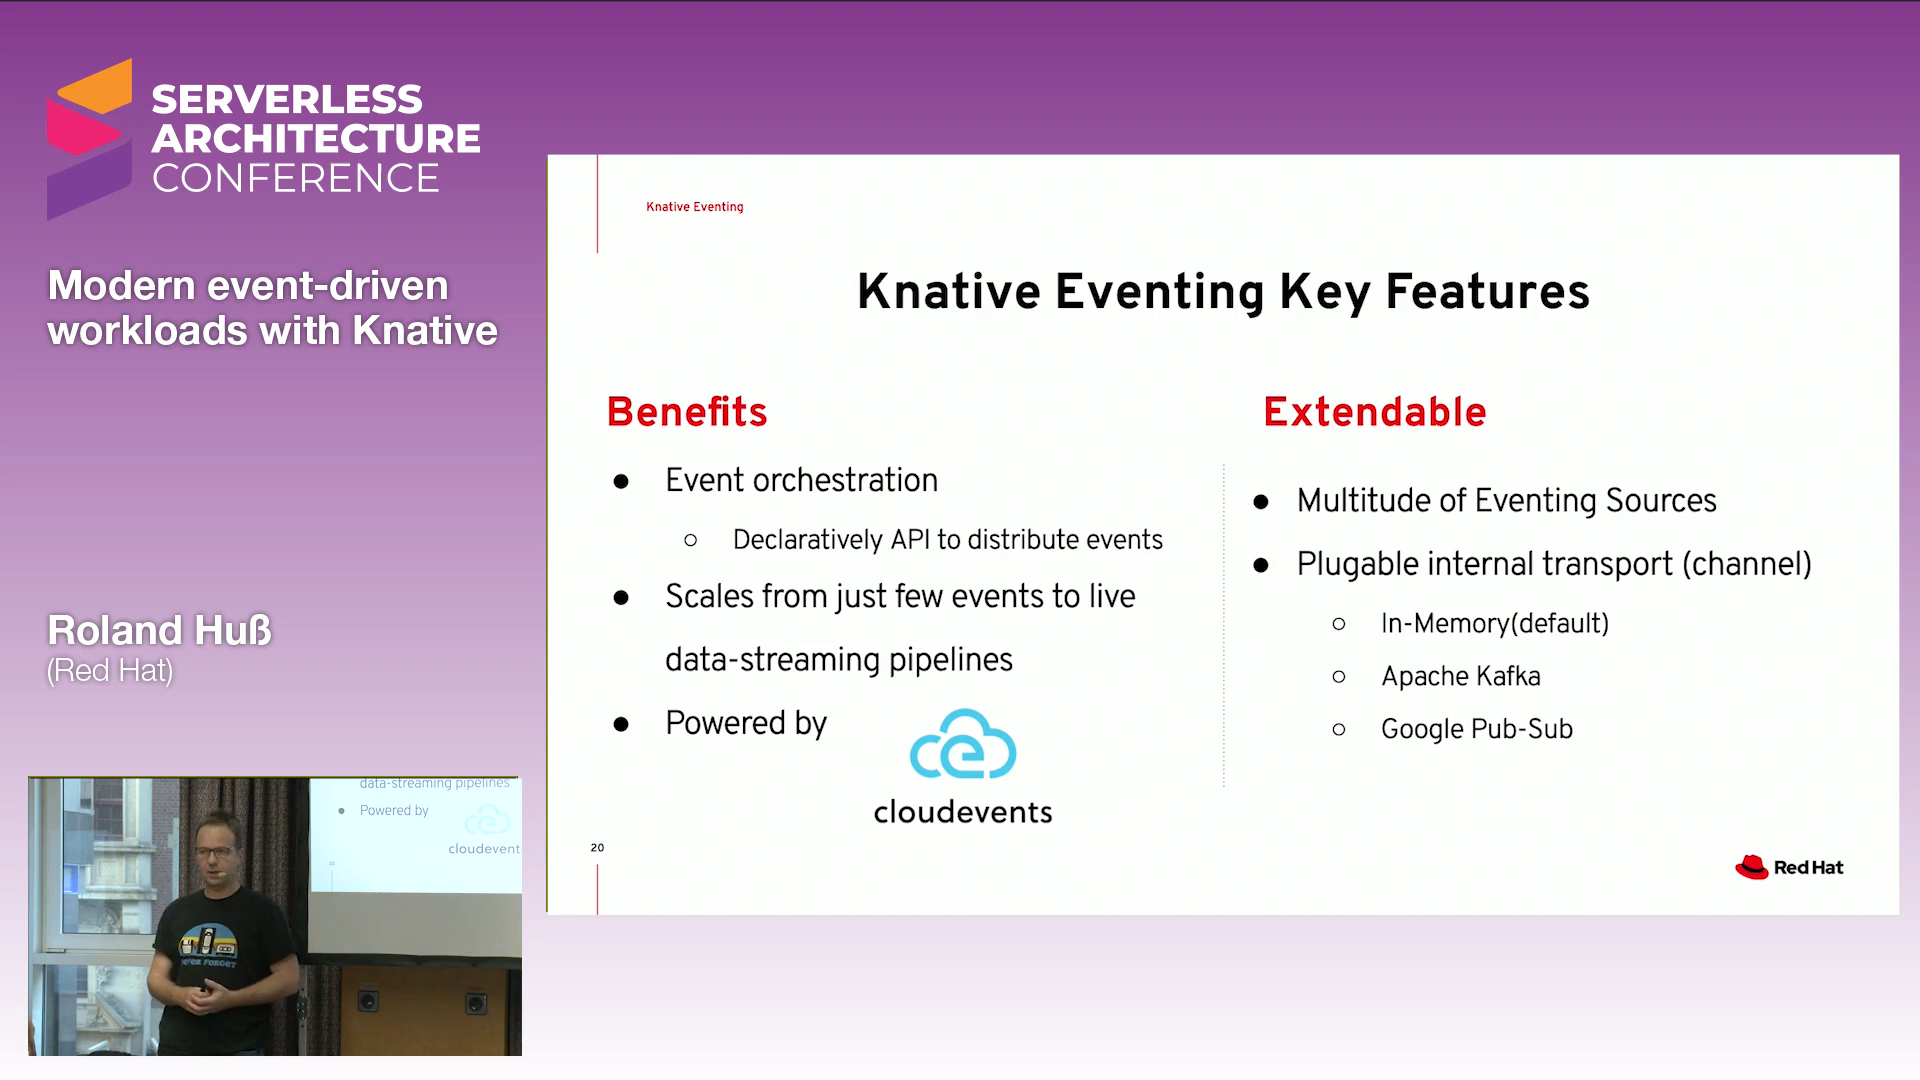 SERVERLESS
ARCHITECTURE
CONFERENCE
Modern event-driven
workloads with Knative
Roland Huß
(Red Hat)
Knative Eventing
Knative Eventing Key Features
Benefits
● Event orchestration
○ Declaratively API to distribute events
● Scales from just few events to live
data-streaming pipelines
● Powered by
cloudevents
Extendable
● Multitude of Eventing Sources
● Plugable internal transport (channel)
○ In-Memory(default)
○ Apache Kafka
○ Google Pub-Sub
20
Red Hat
data-streaming pipelines
● Powered by
cloudevent
20
FORGET